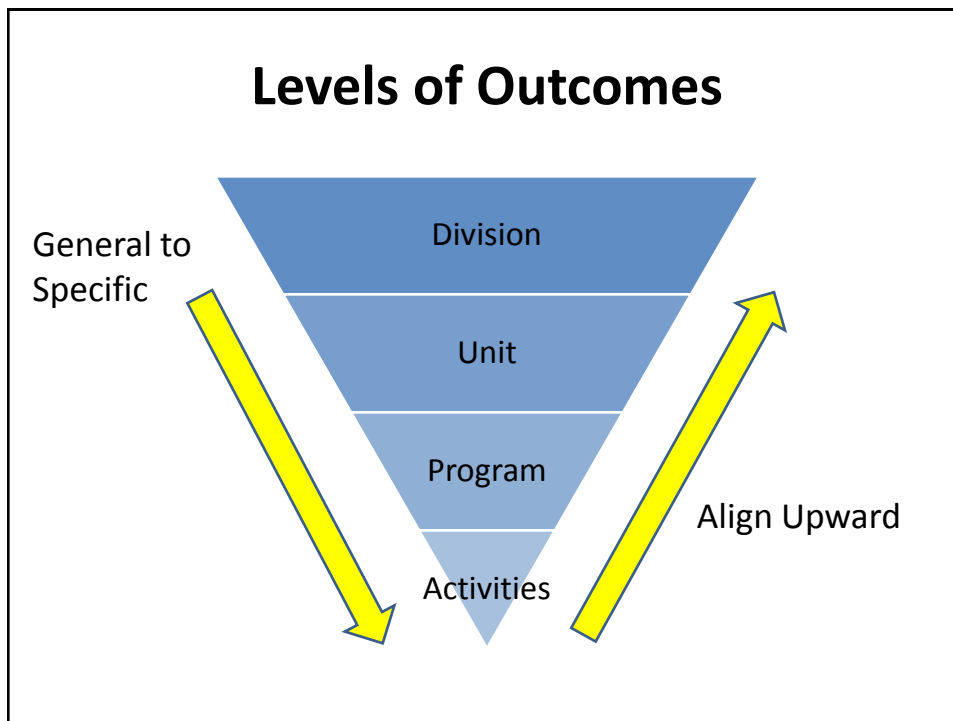 Levels of Outcomes
General to
Specific
Division
Unit
Program
Activities
Align Upward